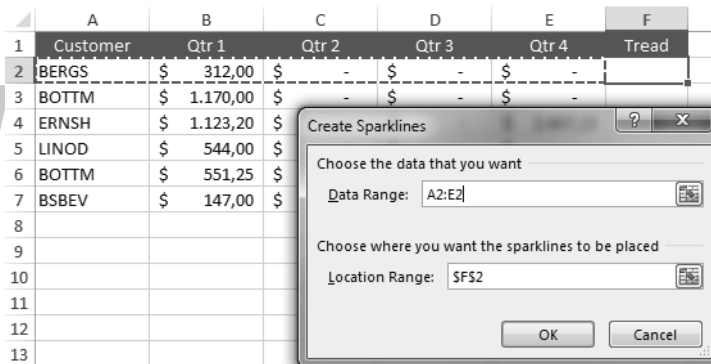 A B C D E F
1 Customer Qtr 1 Qtr 2 Qtr 3 Qtr 4 Tread
2 BERGS $ 312,00 $ - $ - $ -
3 BOTTM $ 1.170,00 $ - $ - $ -
4 ERNSH $ 1.123,20 $
5 LINOD $ 544,00 $
6 BOTTM $ 551,25 $
7 BSBEV $ 147,00 $
8
9
10
11
12
13
Create Sparklines ? x
Choose the data that you want
Data Range: A2:E2
Choose where you want the sparklines to be placed
Location Range: $F$2
OK Cancel